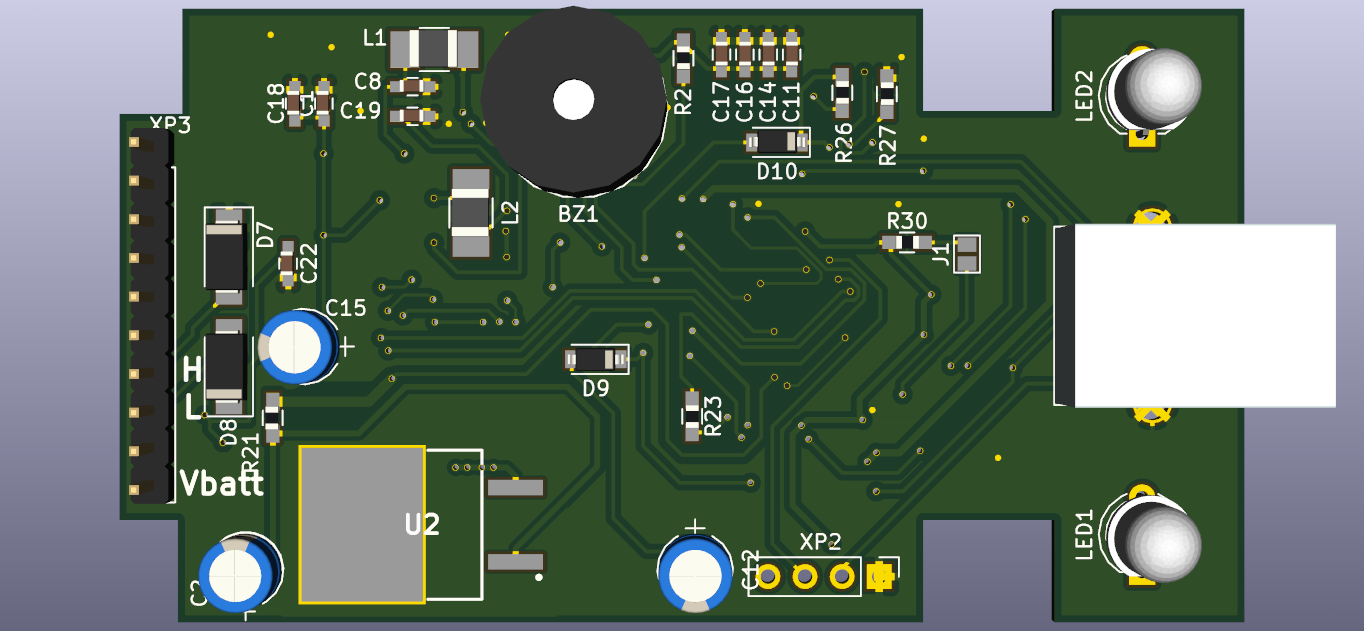 L1
LED2
C8
C18
C1
C19
R2
C17
C16
C14
C11
XP3
R26
R27
D10
L2
BZ1
D7
R30
C22
J1
C15
+
H
D9
L
R23
D8
R21
Vbatt
U2
LED1
+
XP2
C12